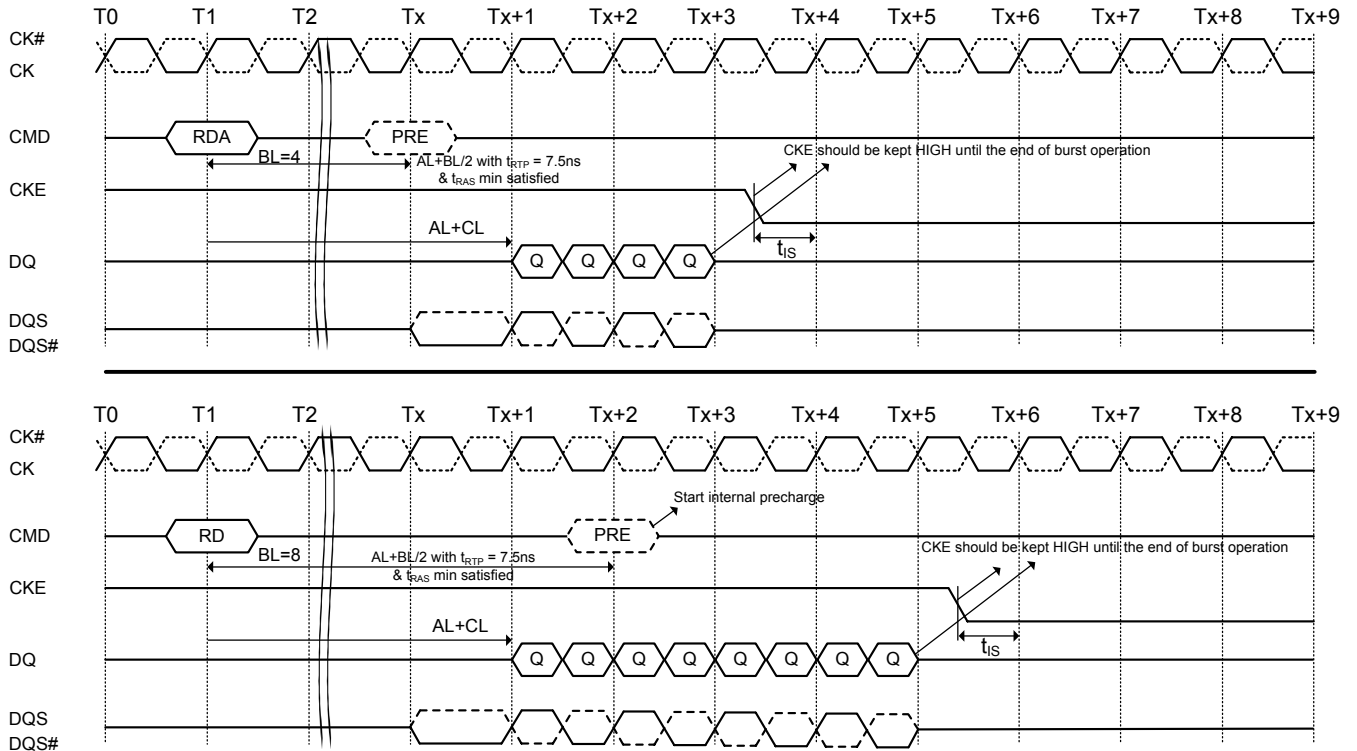 T0 T1 T2 Tx Tx+1 Tx+2 Tx+3 Tx+4 Tx+5 Tx+6 Tx+7 Tx+8 Tx+9
CK#
CK
CMD RDA PRE
BL=4 AL+BL/2 with tRTP = 7.5ns
& tRAS min satisfied
CKE should be kept HIGH until the end of burst operation
CKE
AL+CL
tIS
DQ Q Q Q Q
DQS
DQS#
T0 T1 T2 Tx Tx+1 Tx+2 Tx+3 Tx+4 Tx+5 Tx+6 Tx+7 Tx+8 Tx+9
CK#
CK
Start internal precharge
CMD RD PRE
BL=8 AL+BL/2 with tRTP = 7.5ns
& tRAS min satisfied
CKE should be kept HIGH until the end of burst operation
CKE
AL+CL
tIS
DQ Q Q Q Q Q Q Q Q
DQS
DQS#